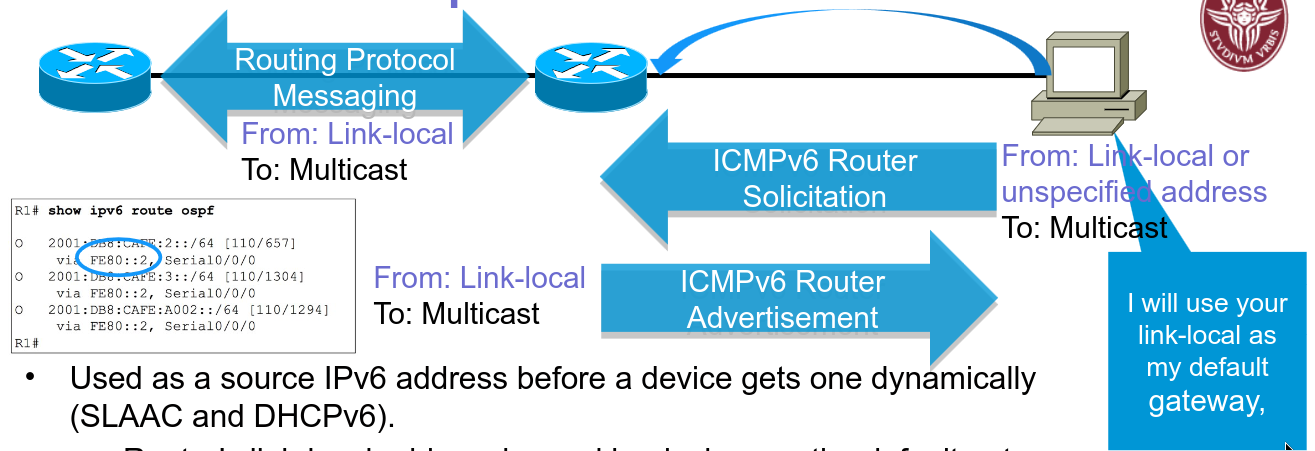 Routing Protocol
Messaging
From: Link-local
To: Multicast
ICMPv6 Router
Solicitation
From: Link-local or
unspecified address
To: Multicast
R1# show ipv6 route ospf
O 2001:DB8:CAFE:2::/64 [110/657]
via FE80::2, Serial0/0/0
O 2001:DB8:CAFE:3::/64 [110/1304]
via FE80::2, Serial0/0/0
O 2001:DB8:CAFE:A002::/64 [110/1294]
via FE80::2, Serial0/0/0
R1#
From: Link-local
To: Multicast
ICMPv6 Router
Advertisement
I will use your
link-local as
my default
gateway,
• Used as a source IPv6 address before a device gets one dynamically
(SLAAC and DHCPv6).
STVDIVM VRBIS